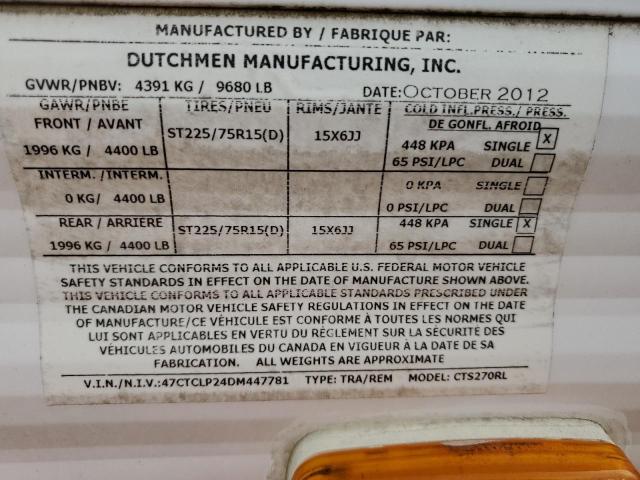 MANUFACTURED BY / FABRIQUE PAR:
DUTCHMEN MANUFACTURING, INC.
GVWR/PNBV: 4391 KG / 9680 LB DATE: OCTOBER 2012
GAWR/PNBE TIRES/PNEU RIMS/JANTE COLD INFL.PRESS./ PRESS. DE GONFL. AFROID
FRONT / AVANT ST225/75R15(D) 15X6JJ 448 KPA SINGLE X
1996 KG / 4400 LB 65 PSI/LPC DUAL
INTERM. /INTERM. 0 KPA SINGLE
0 KG/ 4400 LB 0 PSI/LPC DUAL
REAR / ARRIERE ST225/75R15(D) 15X6JJ 448 KPA SINGLE X
1996 KG / 4400 LB 65 PSI/LPC DUAL
THIS VEHICLE CONFORMS TO ALL APPLICABLE U.S. FEDERAL MOTOR VEHICLE
SAFETY STANDARDS IN EFFECT ON THE DATE OF MANUFACTURE SHOWN ABOVE.
THIS VEHICLE CONFORMS TO ALL APPLICABLE STANDARDS PRESCRIBED UNDER
THE CANADIAN MOTOR VEHICLE SAFETY REGULATIONS IN EFFECT ON THE DATE
OF MANUFACTURE/CE VÉHICULE EST CONFORME À TOUTES LES NORMES QUI
LUI SONT APPLICABLES EN VERTU DU RÈGLEMENT SUR LA SÉCURITÉ DES
VÉHICULES AUTOMOBILES DU CANADA EN VIGUEUR À LA DATE DE SA
FABRICATION. ALL WEIGHTS ARE APPROXIMATE
V.I.N./N.I.V.:47CTCLP24DM447781 TYPE: TRA/REM MODEL: CTS270RL